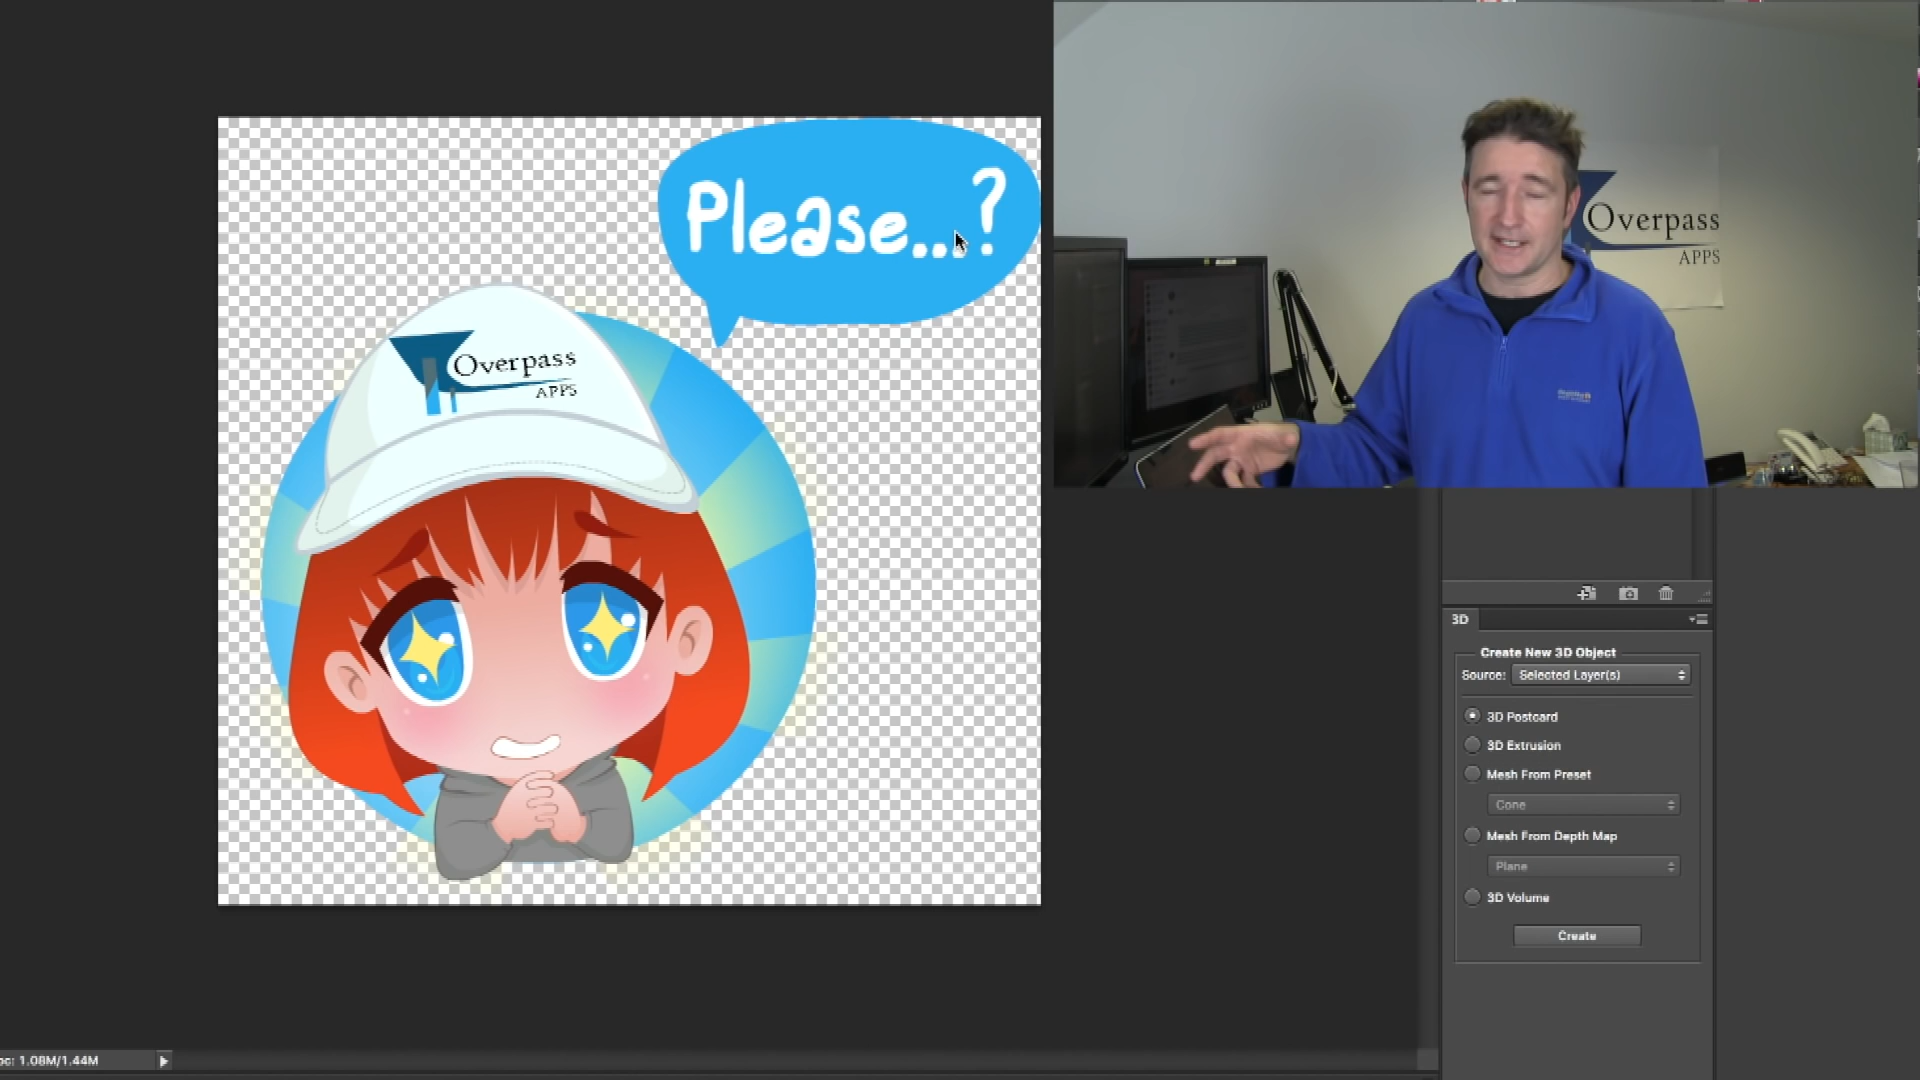 Please...?
Overpass
APPS
Overpass
APPS
3D
Create New 3D Object
Source: Selected Layer(s)
3D Postcard
3D Extrusion
Mesh From Preset
Cone
Mesh From Depth Map
Plane
3D Volume
Create
1.08M/1.44M